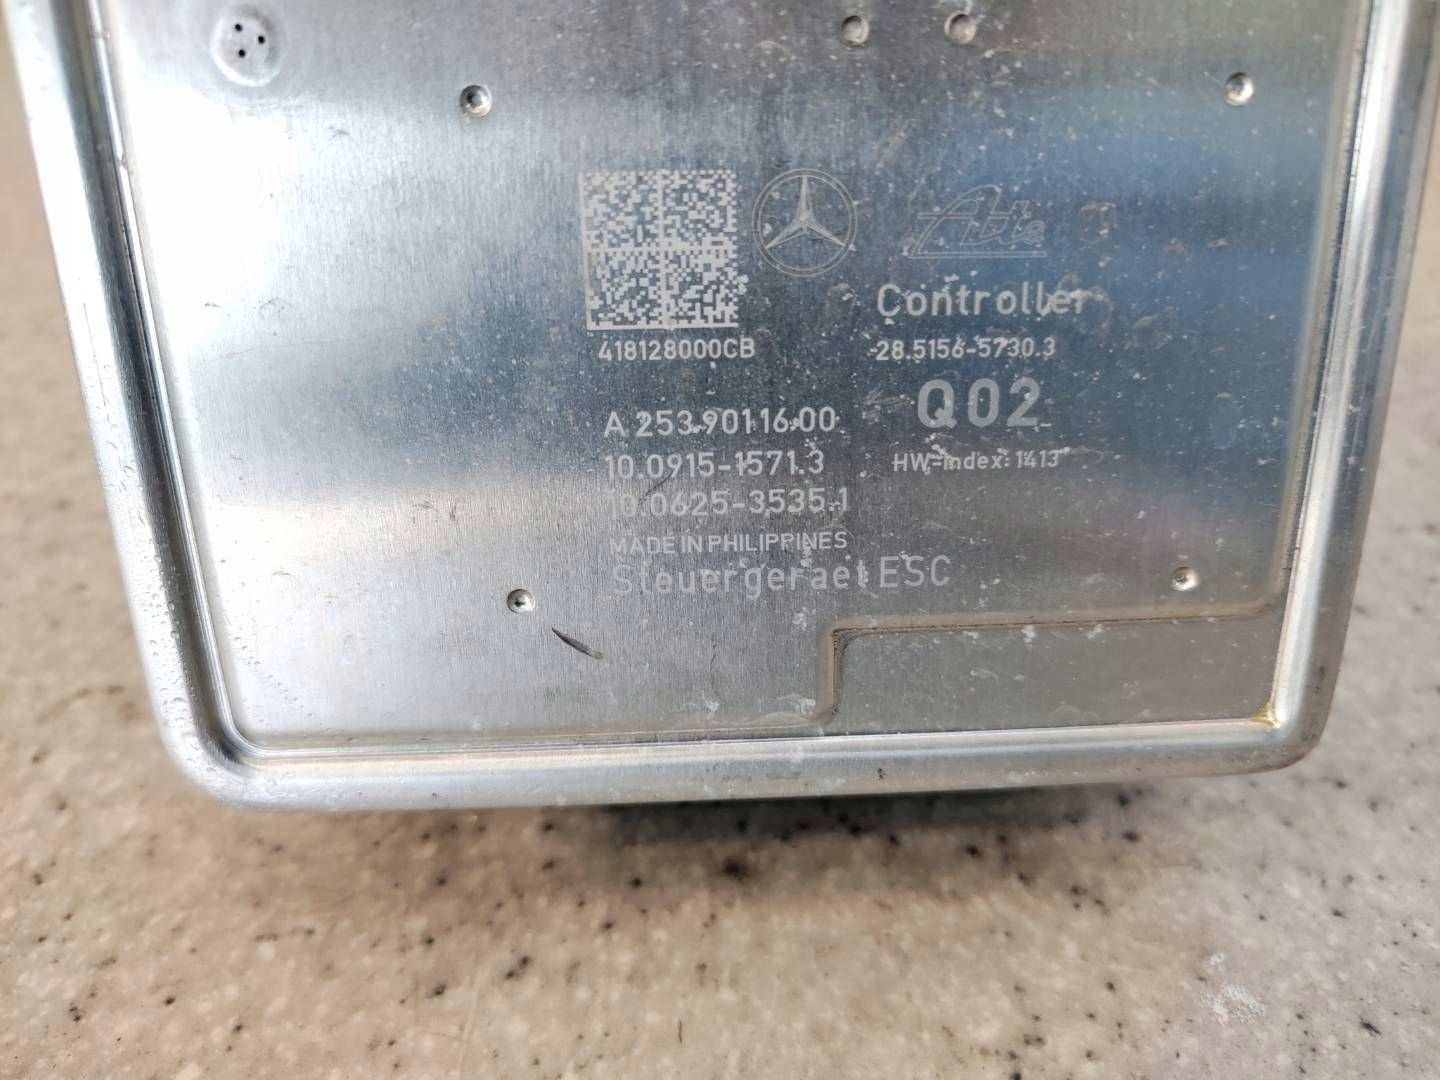 Ate
Controller
418128000CB
28.5156-5730.3
A 253 901 16 00
Q02
10.0915-1571.3
HW-Index: 1413
10.0625-3535.1
MADE IN PHILIPPINES
Steuergeraet ESC